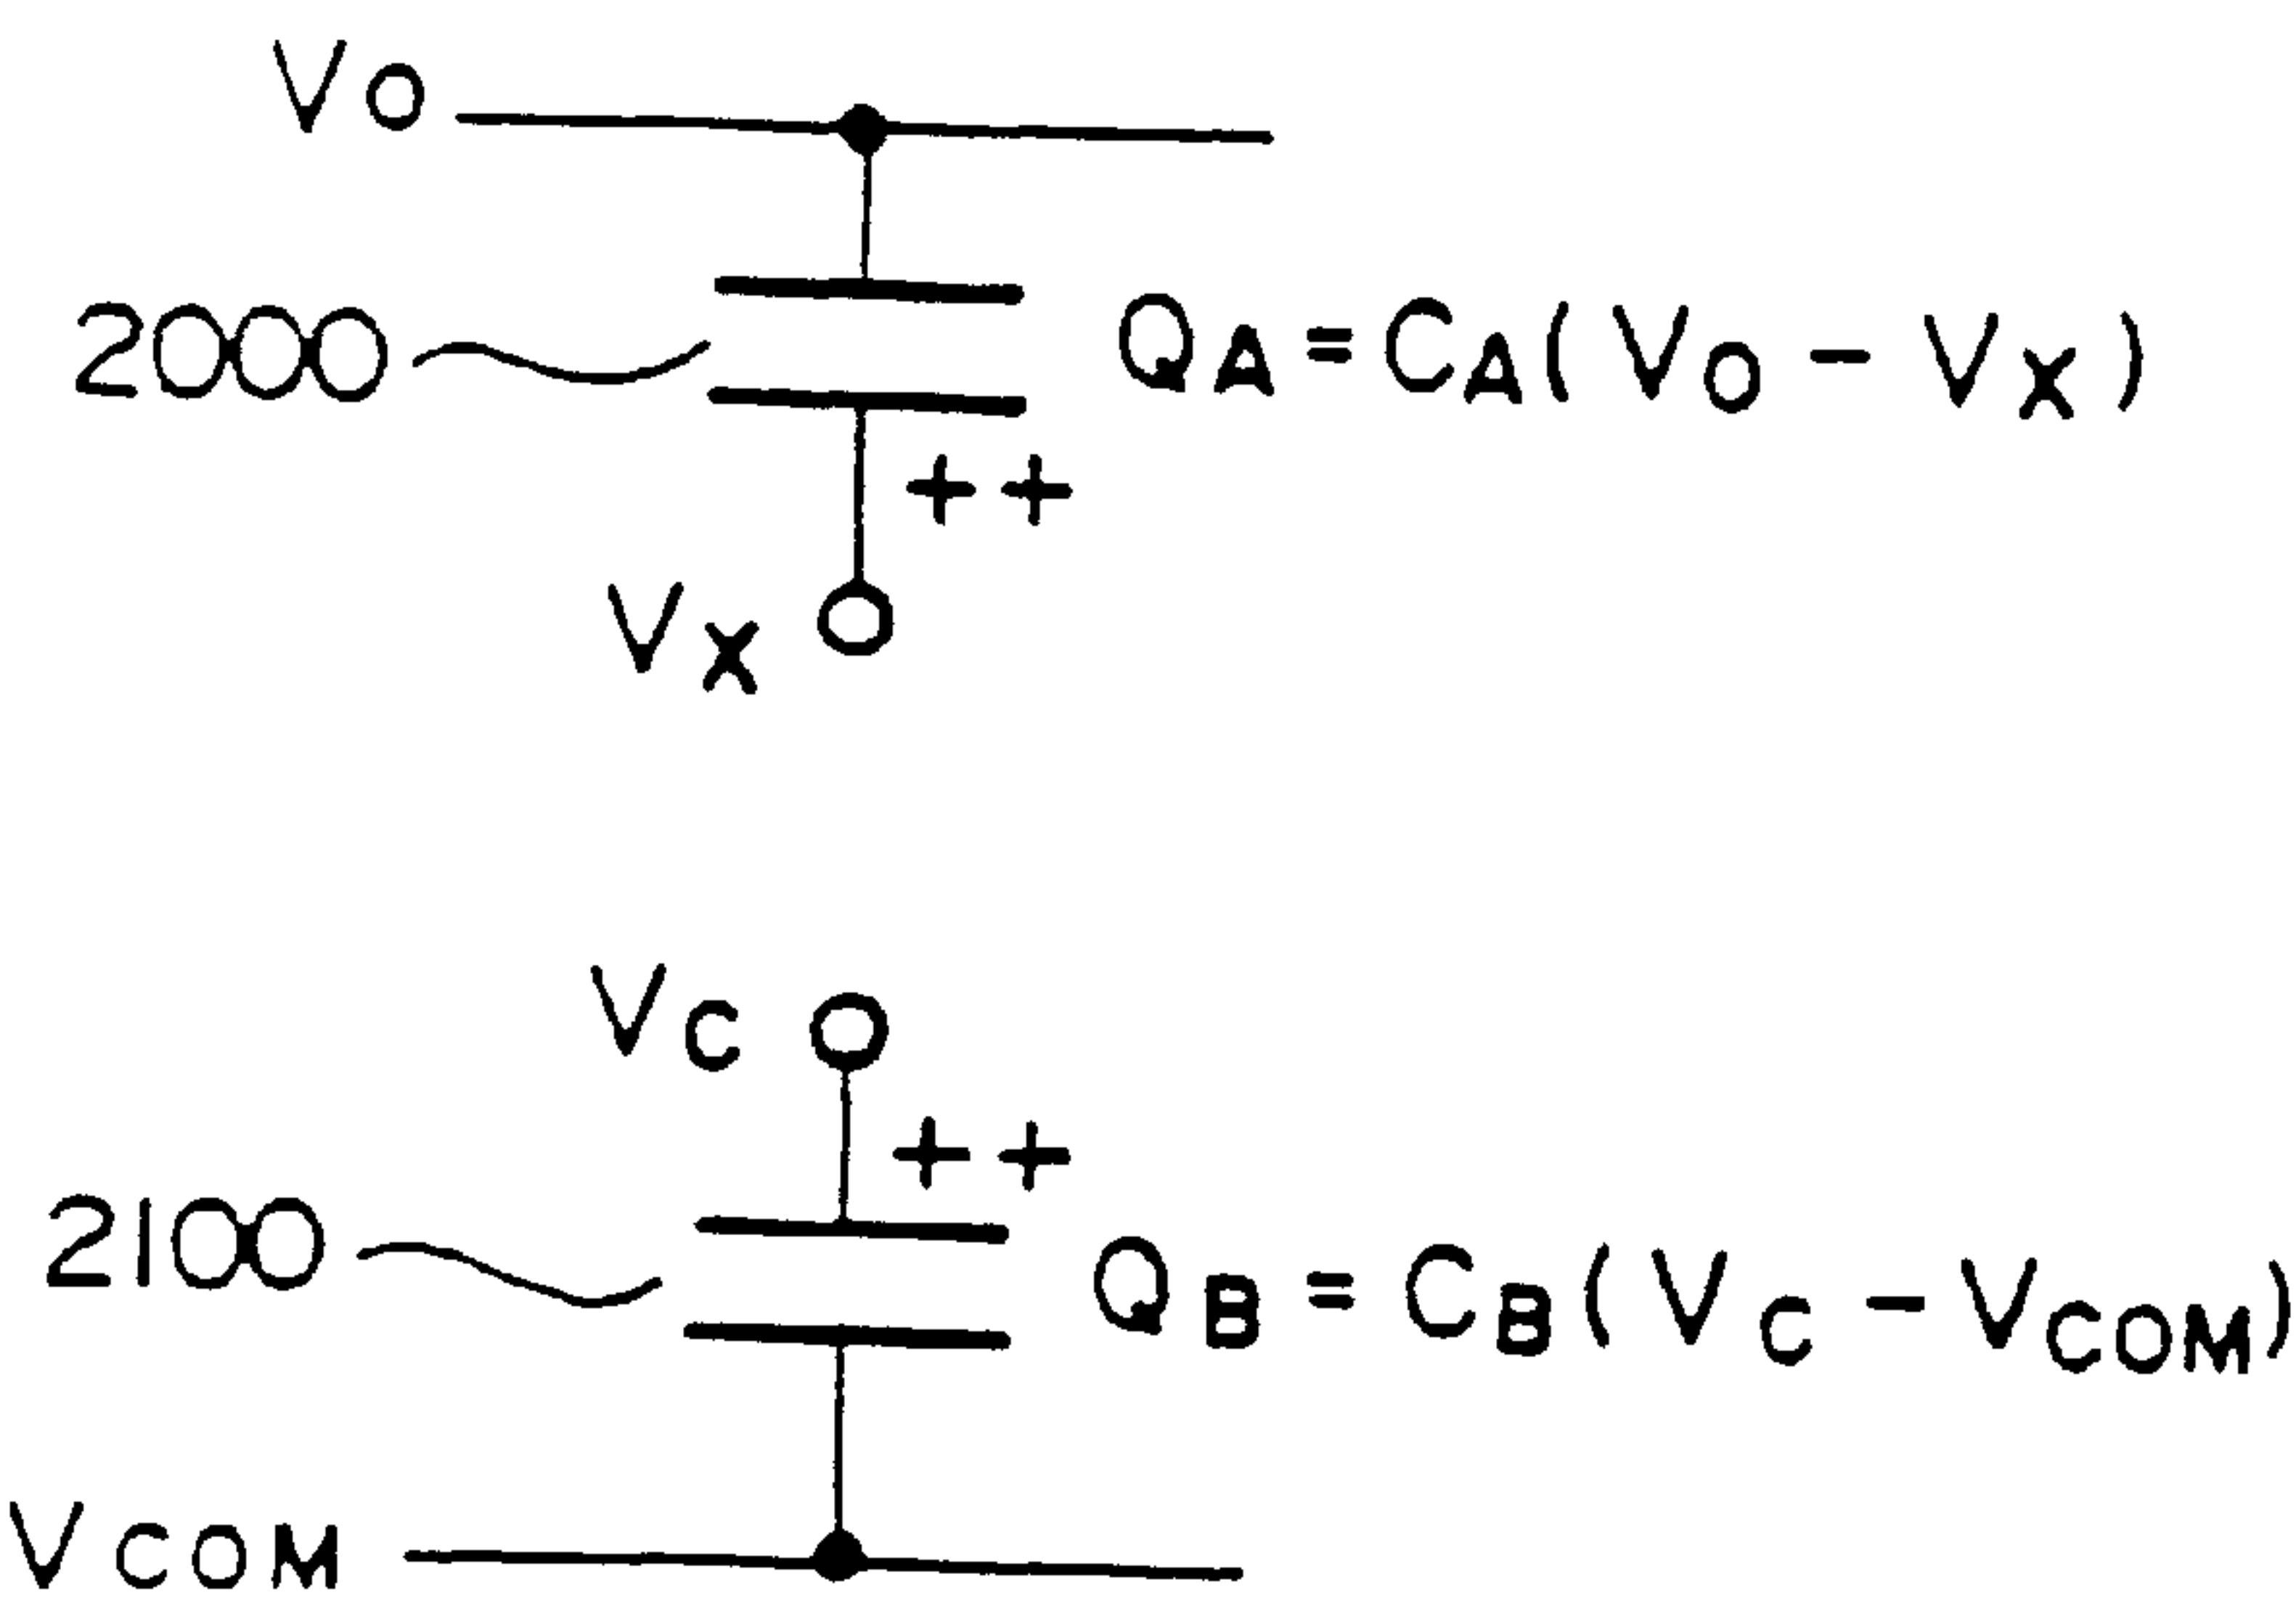 Vo
2000
QA=CA(Vo-Vx)
++
Vx
Vc
++
2100
QB=CB(Vc-VCOM)
VCOM